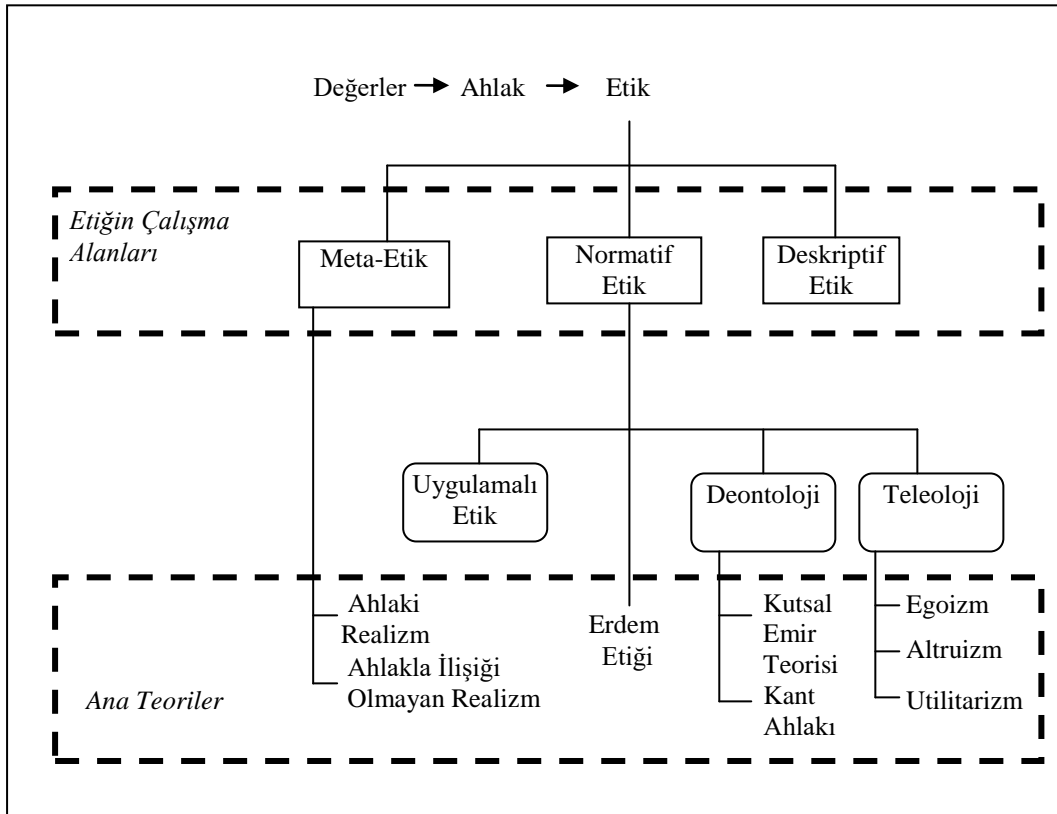 Değerler Ahlak Etik
Etiğin Çalışma
Alanları
Meta-Etik
Normatif
Etik
Deskriptif
Etik
Uygulamalı
Etik
Deontoloji
Teleoloji
Ana Teoriler
Ahlaki
Realizm
Ahlakla İlişiği
Olmayan Realizm
Erdem
Etiği
Kutsal
Emir
Teorisi
Kant
Ahlakı
Egoizm
Altruizm
Utilitarizm